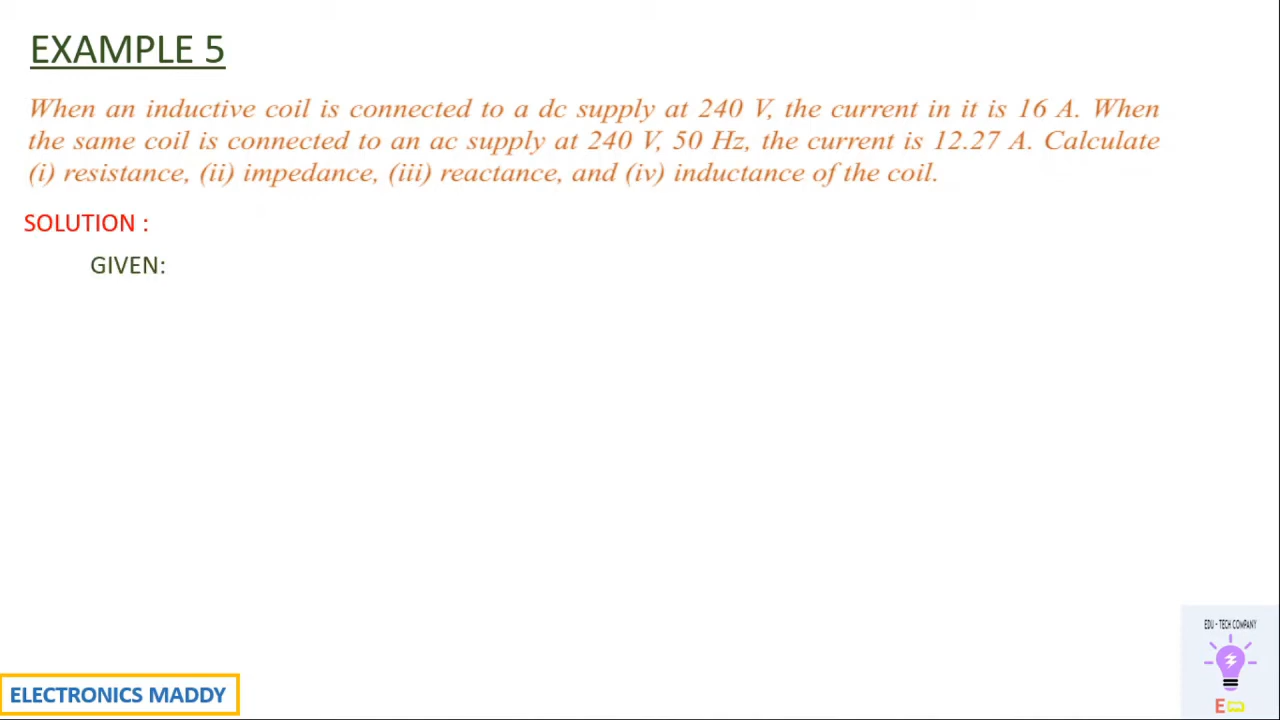 EXAMPLE 5
When an inductive coil is connected to a dc supply at 240 V, the current in it is 16 A. When
the same coil is connected to an ac supply at 240 V, 50 Hz, the current is 12.27 A. Calculate
(i) resistance, (ii) impedance, (iii) reactance, and (iv) inductance of the coil.
SOLUTION :
GIVEN:
EDU - TECH COMPANY
ELECTRONICS MADDY